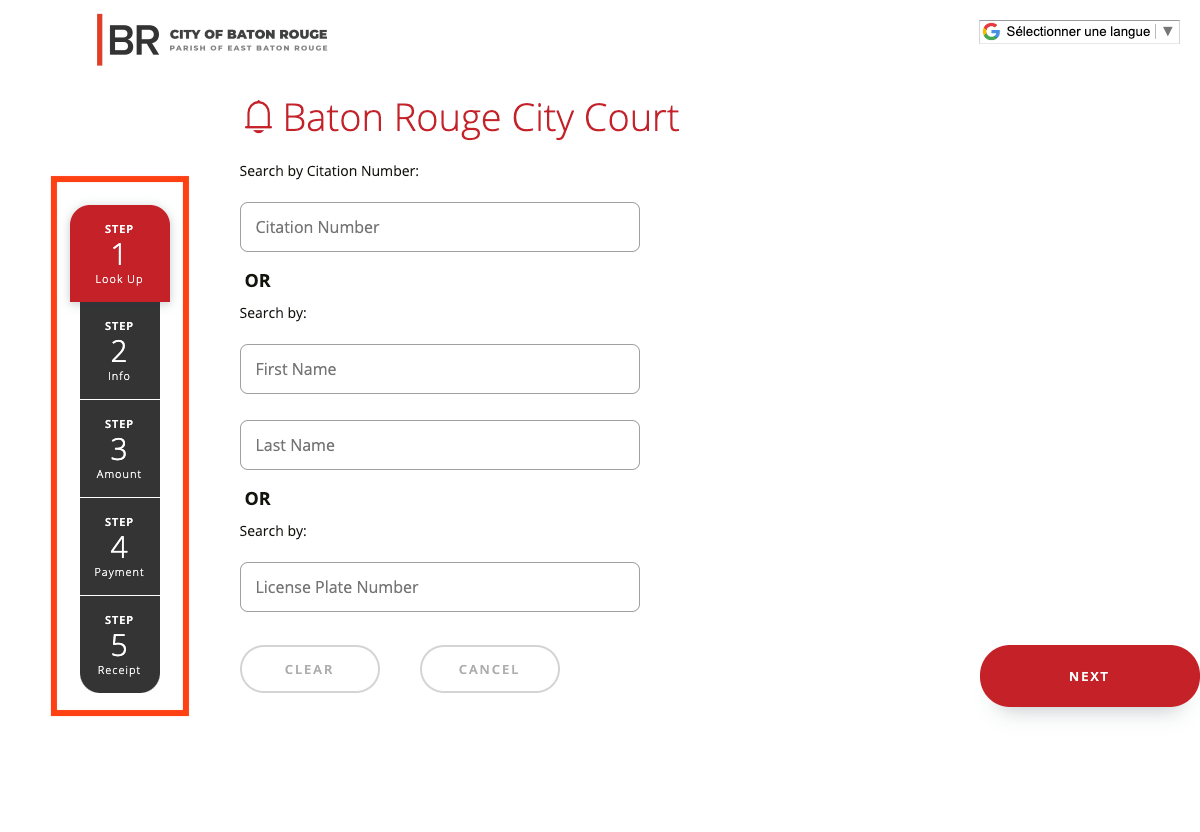 BR
CITY OF BATON ROUGE
PARISH OF EAST BATON ROUGE
Sélectionner une langue ▼
Baton Rouge City Court
Search by Citation Number:
Citation Number
OR
Search by:
First Name
Last Name
OR
Search by:
License Plate Number
CLEAR
CANCEL
NEXT
STEP
1
Look Up
STEP
2
Info
STEP
3
Amount
STEP
4
Payment
STEP
5
Receipt